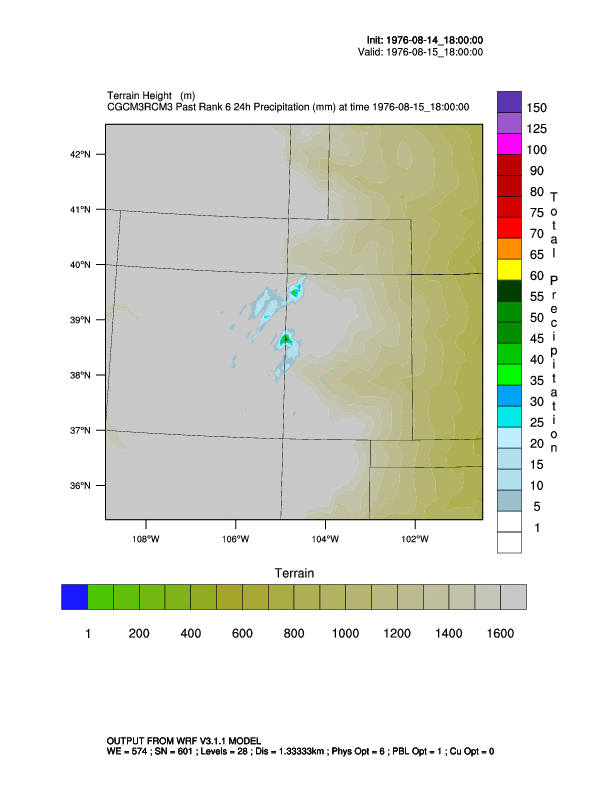 Init: 1976-08-14_18:00:00
Valid: 1976-08-15_18:00:00
Terrain Height (m)
CGCM3RCM3 Past Rank 6 24h Precipitation (mm) at time 1976-08-15_18:00:00
42°N
41°N
40°N
39°N
38°N
37°N
36°N
108°W 106°W 104°W 102°W
150
125
100
90
80
75
70
65
60
55
50
45
40
35
30
25
20
15
10
5
1
Total Precipitation
Terrain
1 200 400 600 800 1000 1200 1400 1600
OUTPUT FROM WRF V3.1.1 MODEL
WE = 574 ; SN = 601 ; Levels = 28 ; Dis = 1.33333km ; Phys Opt = 6 ; PBL Opt = 1 ; Cu Opt = 0